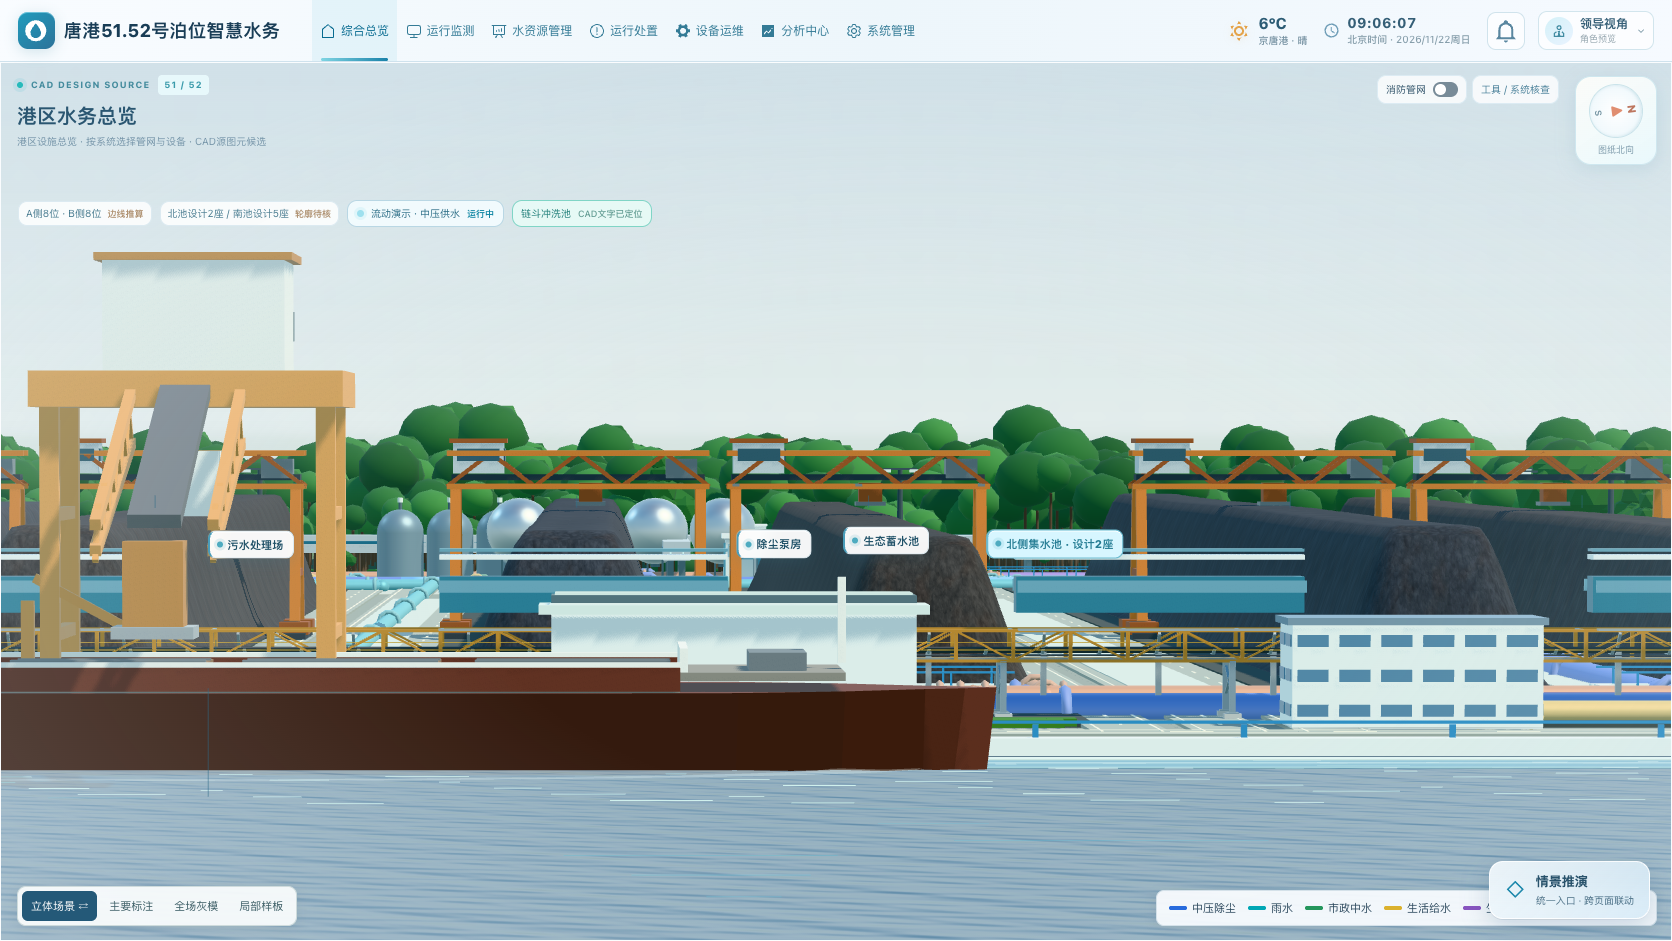 唐港51.52号泊位智慧水务
综合总览
运行监测
水资源管理
运行处置
设备运维
分析中心
系统管理
6°C
京唐港 · 晴
09:06:07
北京时间 · 2026/11/22周日
领导视角
角色预览
CAD DESIGN SOURCE
51 / 52
港区水务总览
港区设施总览 · 按系统选择管网与设备 · CAD源图元候选
消防管网
工具 / 系统核查
S
N
图纸北向
A侧8位 · B侧8位 边线推算
北池设计2座 / 南池设计5座 轮廓待核
流动演示 · 中压供水 运行中
链斗冲洗池 CAD文字已定位
污水处理场
除尘泵房
生态蓄水池
北侧集水池 · 设计2座
立体场景
主要标注
全场灰模
局部样板
中压除尘
雨水
市政中水
生活给水
情景推演
统一入口 · 跨页面联动